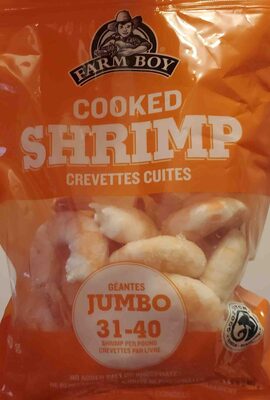 FARM BOY
COOKED
SHRIMP
CREVETTES CUITES
GÉANTES
JUMBO
31-40
SHRIMP PER POUND
CREVETTES PAR LIVRE